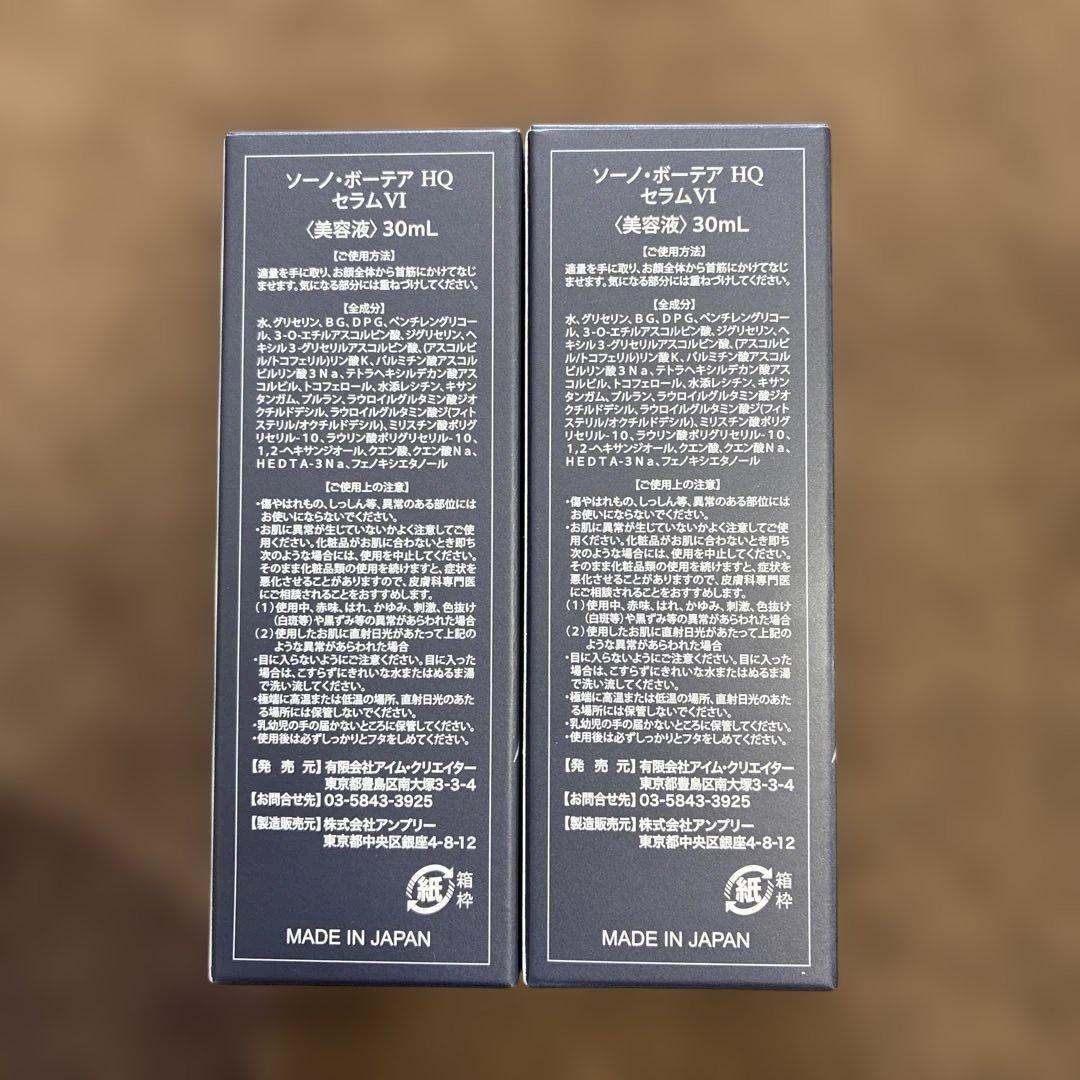 ソーノ・ボーテア HQ
セラムVI
〈美容液〉30mL
【ご使用方法】
適量を手に取り、お顔全体から首筋にかけてなじ
ませます。気になる部分には重ねづけしてください。
【全成分】
水、グリセリン、BG、DPG、ペンチレングリコー
ル、3-O-エチルアスコルビン酸、ジグリセリン、ヘ
キシル3-グリセリルアスコルビン酸、(アスコルビ
ル/トコフェリル)リン酸K、パルミチン酸アスコル
ビルリン酸3Na、テトラヘキシルデカン酸アス
コルビル、トコフェロール、水添レシチン、キサン
タンガム、プルラン、ラウロイルグルタミン酸ジオ
クチルドデシル、ラウロイルグルタミン酸ジ(フィト
ステリル/オクチルドデシル)、ミリスチン酸ポリグ
リセリル-10、ラウリン酸ポリグリセリル-10、
1,2-ヘキサンジオール、クエン酸、クエン酸Na、
HEDTA-3Na、フェノキシエタノール
【ご使用上の注意】
・傷やはれもの、しっしん等、異常のある部位には
お使いにならないでください。
・お肌に異常が生じていないかよく注意してご使
用ください。化粧品がお肌に合わないとき即ち
次のような場合には、使用を中止してください。
そのまま化粧品類の使用を続けますと、症状を
悪化させることがありますので、皮膚科専門医
にご相談されることをおすすめします。
(1)使用中、赤味、はれ、かゆみ、刺激、色抜け
(白斑等)や黒ずみ等の異常があらわれた場合
(2)使用したお肌に直射日光があたって上記の
ような異常があらわれた場合
・目に入らないようにご注意ください。目に入った
場合は、こすらずにきれいな水またはぬるま湯
で洗い流してください。
・極端に高温または低温の場所、直射日光のあた
る場所には保管しないでください。
・乳幼児の手の届かないところに保管してください。
・使用後は必ずしっかりとフタをしめてください。
【発売元】有限会社アイム・クリエイター
東京都豊島区南大塚3-3-4
【お問合せ先】03-5843-3925
【製造販売元】株式会社アンプリー
東京都中央区銀座4-8-12
紙 箱
枠
MADE IN JAPAN
ソーノ・ボーテア HQ
セラムVI
〈美容液〉30mL
【ご使用方法】
適量を手に取り、お顔全体から首筋にかけてなじ
ませます。気になる部分には重ねづけしてください。
【全成分】
水、グリセリン、BG、DPG、ペンチレングリコー
ル、3-O-エチルアスコルビン酸、ジグリセリン、ヘ
キシル3-グリセリルアスコルビン酸、(アスコルビ
ル/トコフェリル)リン酸K、パルミチン酸アスコル
ビルリン酸3Na、テトラヘキシルデカン酸アス
コルビル、トコフェロール、水添レシチン、キサン
タンガム、プルラン、ラウロイルグルタミン酸ジオ
クチルドデシル、ラウロイルグルタミン酸ジ(フィト
ステリル/オクチルドデシル)、ミリスチン酸ポリグ
リセリル-10、ラウリン酸ポリグリセリル-10、
1,2-ヘキサンジオール、クエン酸、クエン酸Na、
HEDTA-3Na、フェノキシエタノール
【ご使用上の注意】
・傷やはれもの、しっしん等、異常のある部位には
お使いにならないでください。
・お肌に異常が生じていないかよく注意してご使
用ください。化粧品がお肌に合わないとき即ち
次のような場合には、使用を中止してください。
そのまま化粧品類の使用を続けますと、症状を
悪化させることがありますので、皮膚科専門医
にご相談されることをおすすめします。
(1)使用中、赤味、はれ、かゆみ、刺激、色抜け
(白斑等)や黒ずみ等の異常があらわれた場合
(2)使用したお肌に直射日光があたって上記の
ような異常があらわれた場合
・目に入らないようにご注意ください。目に入った
場合は、こすらずにきれいな水またはぬるま湯
で洗い流してください。
・極端に高温または低温の場所、直射日光のあた
る場所には保管しないでください。
・乳幼児の手の届かないところに保管してください。
・使用後は必ずしっかりとフタをしめてください。
【発売元】有限会社アイム・クリエイター
東京都豊島区南大塚3-3-4
【お問合せ先】03-5843-3925
【製造販売元】株式会社アンプリー
東京都中央区銀座4-8-12
紙 箱
枠
MADE IN JAPAN